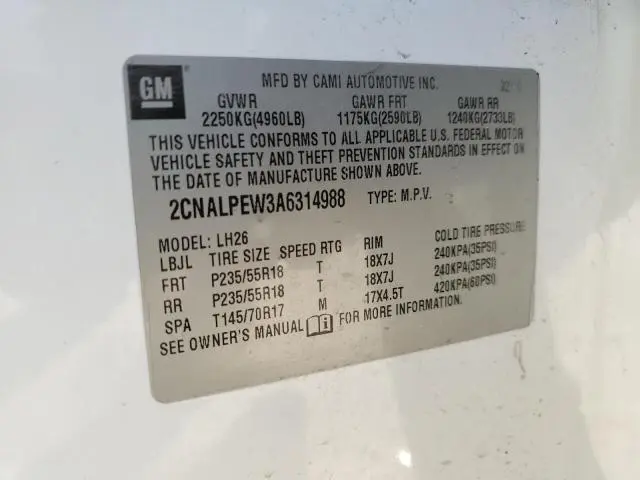 GM
MFD BY CAMI AUTOMOTIVE INC.
GVWR GAWR FRT GAWR RR
2250KG(4960LB) 1175KG(2590LB) 1240KG(2733LB)
THIS VEHICLE CONFORMS TO ALL APPLICABLE U.S. FEDERAL MOTOR
VEHICLE SAFETY AND THEFT PREVENTION STANDARDS IN EFFECT ON
THE DATE OF MANUFACTURE SHOWN ABOVE.
2CNALPEW3A6314988 TYPE: M.P.V.
MODEL: LH26
LBJL TIRE SIZE SPEED RTG RIM COLD TIRE PRESSURE
FRT P235/55R18 T 18X7J 240KPA(35PSI)
RR P235/55R18 T 18X7J 240KPA(35PSI)
SPA T145/70R17 M 17X4.5T 420KPA(60PSI)
SEE OWNER'S MANUAL FOR MORE INFORMATION.